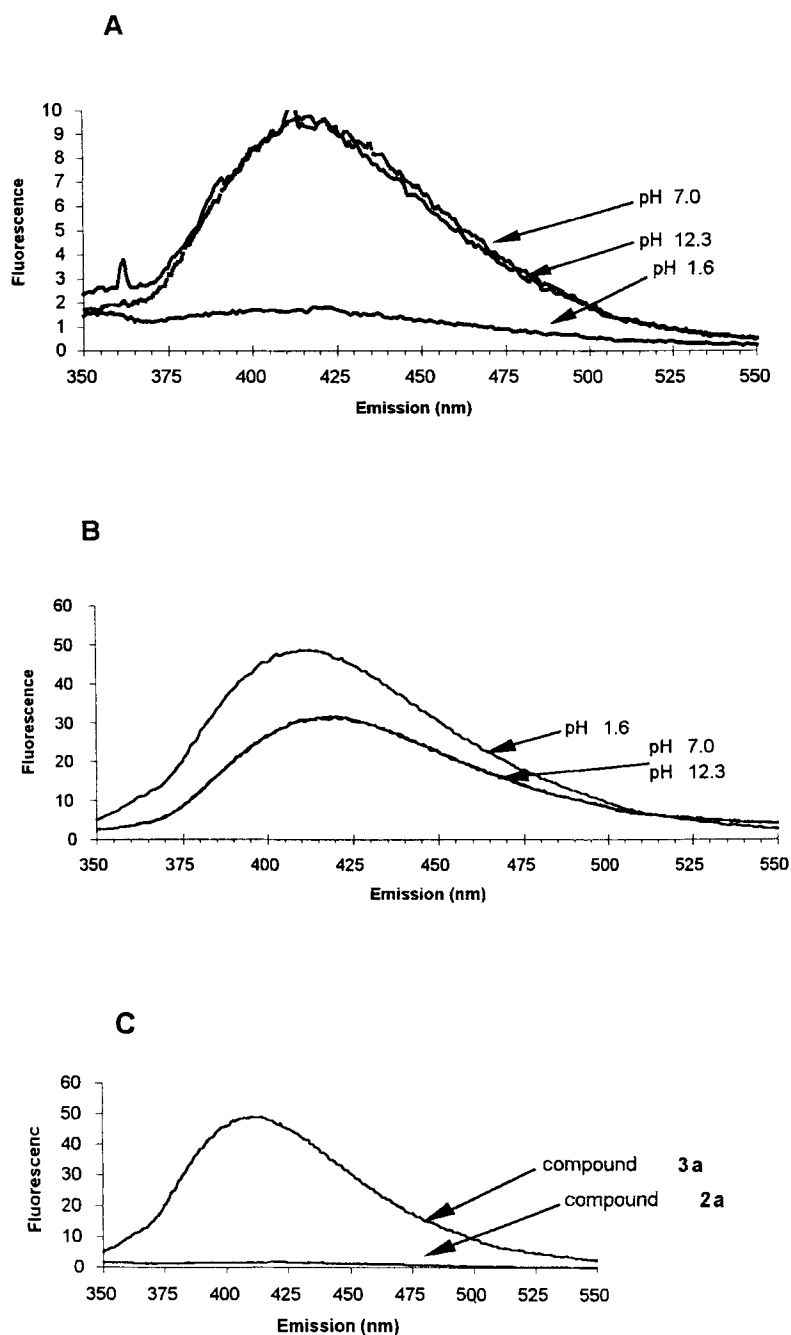 A
10
9
8
7
6
5
4
3
2
1
0
Fluorescence
pH 7.0
pH 12.3
pH 1.6
350 375 400 425 450 475 500 525 550
Emission (nm)
B
60
50
40
30
20
10
0
Fluorescence
pH 1.6
pH 7.0
pH 12.3
350 375 400 425 450 475 500 525 550
Emission (nm)
C
60
50
40
30
20
10
0
Fluorescenc
compound 3a
compound 2a
350 375 400 425 450 475 500 525 550
Emission (nm)